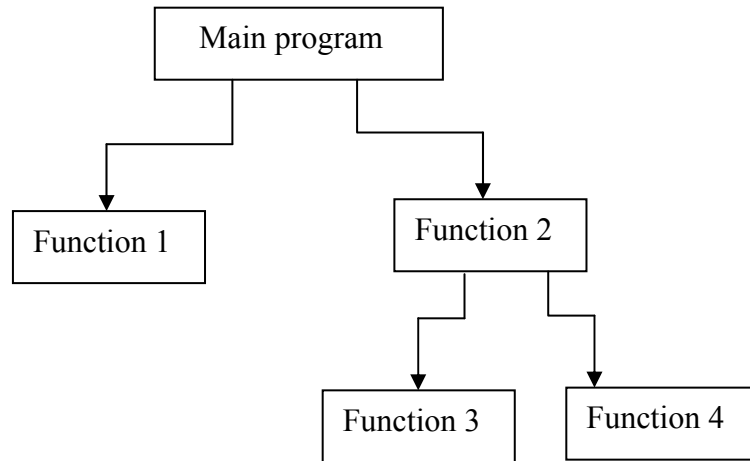 Main program
Function 1
Function 2
Function 3
Function 4